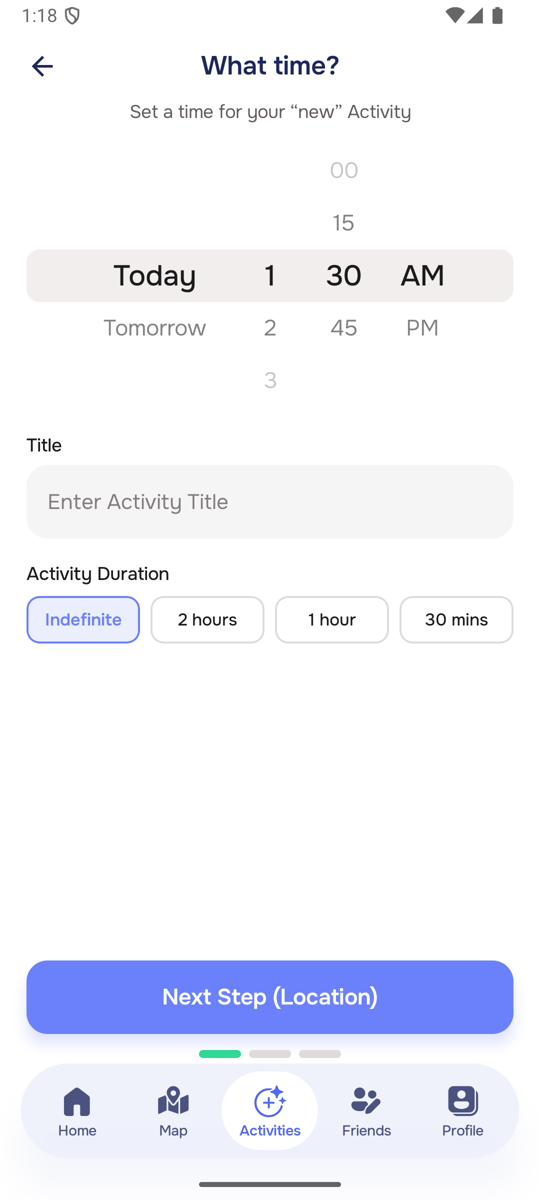 1:18
What time?
Set a time for your “new” Activity
00
15
Today 1 30 AM
Tomorrow 2 45 PM
3
Title
Enter Activity Title
Activity Duration
Indefinite 2 hours 1 hour 30 mins
Next Step (Location)
Home Map Activities Friends Profile